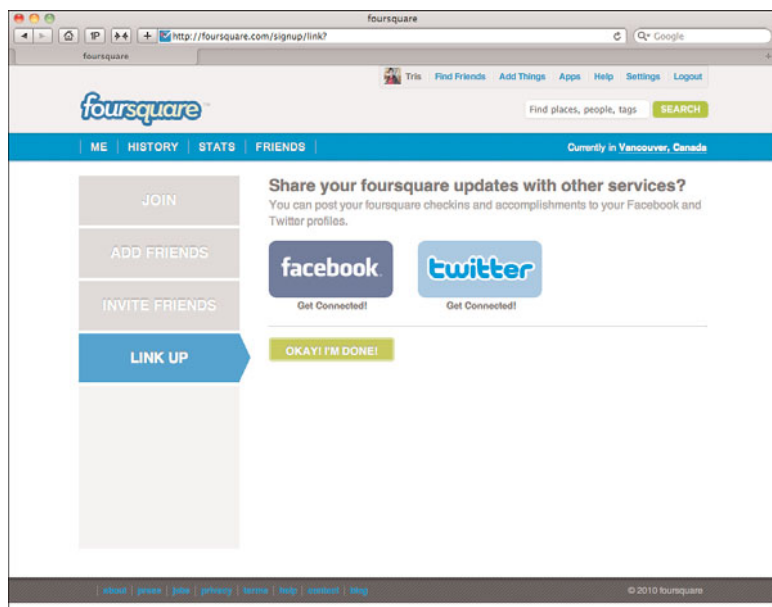 foursquare
1P
http://foursquare.com/signup/link?
Google
foursquare
Tris Find Friends Add Things Apps Help Settings Logout
foursquare
Find places, people, tags SEARCH
ME | HISTORY | STATS | FRIENDS |
Currently in Vancouver, Canada
JOIN
ADD FRIENDS
INVITE FRIENDS
LINK UP
Share your foursquare updates with other services?
You can post your foursquare checkins and accomplishments to your Facebook and
Twitter profiles.
facebook.
twitter
Get Connected!
Get Connected!
OKAY! I'M DONE!
| about | press | jobs | privacy | terms | help | contact | blog
© 2010 foursquare